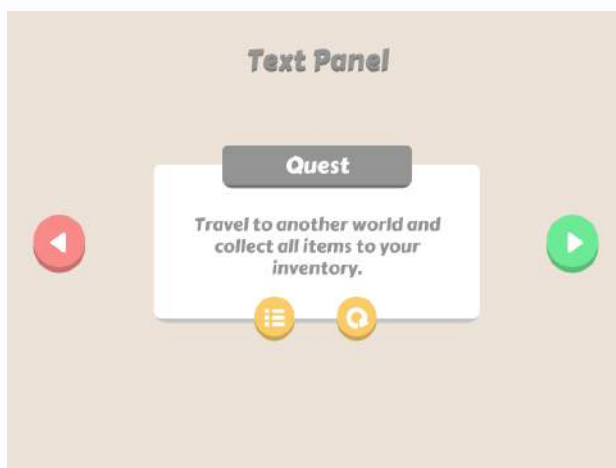 Text Panel
Quest
Travel to another world and
collect all items to your
inventory.